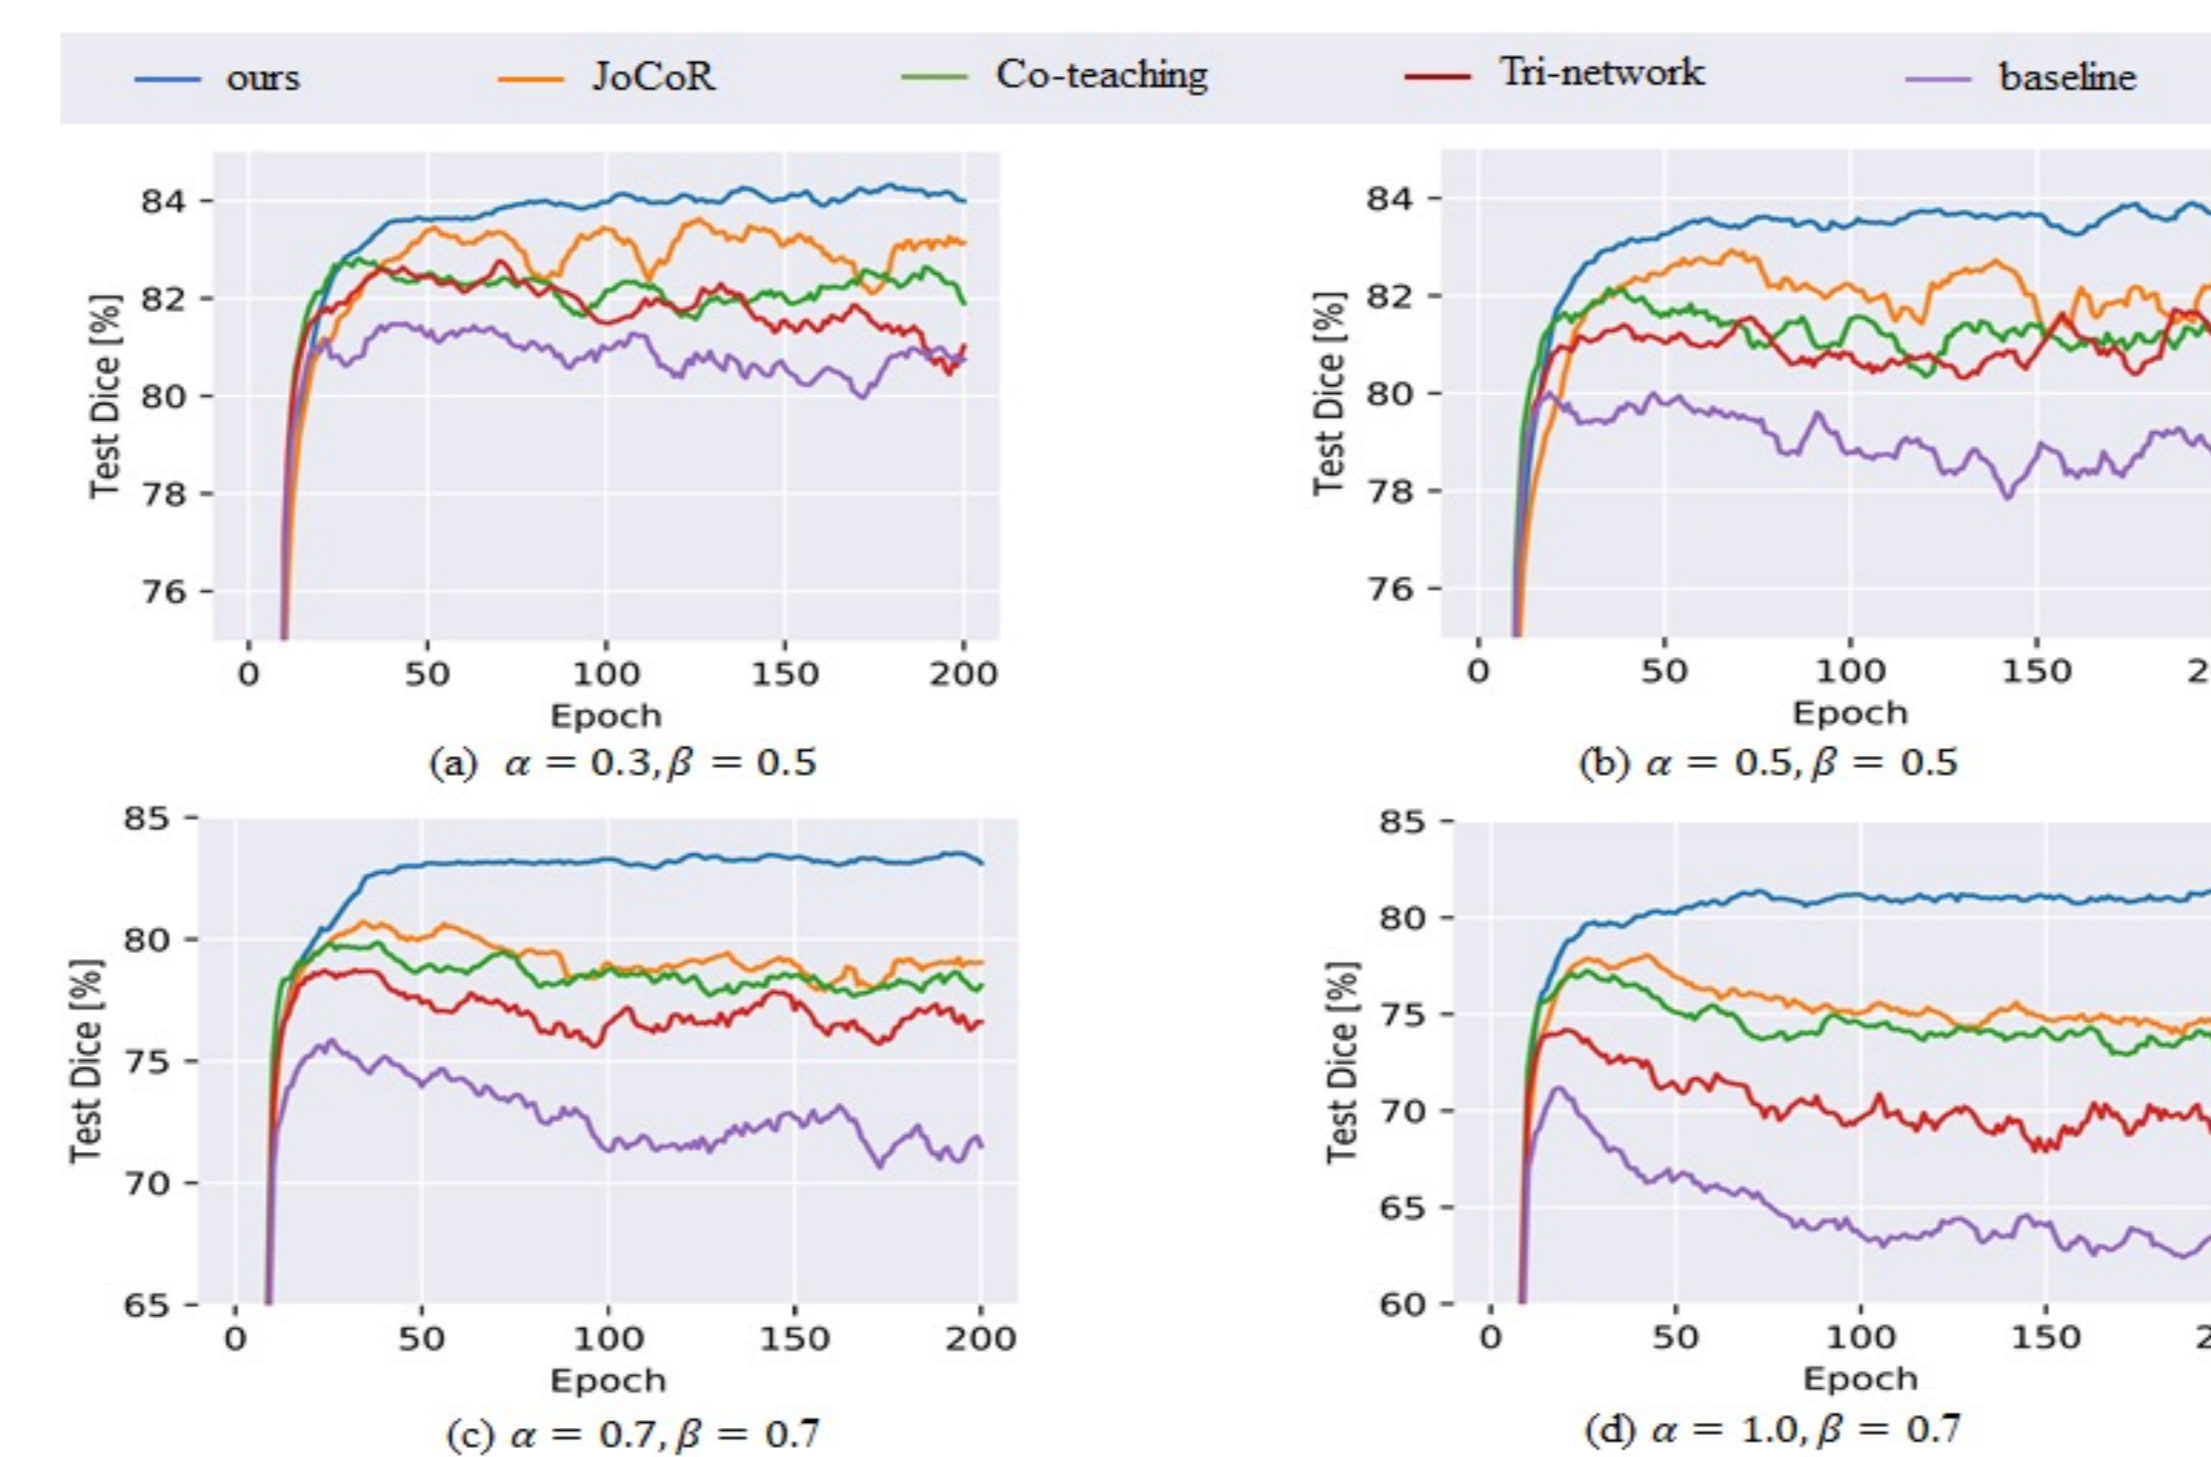 ours JoCoR Co-teaching Tri-network baseline
84
82
80
78
76
Test Dice [%]
0 50 100 150 200
Epoch
(a) α = 0.3, β = 0.5
84
82
80
78
76
Test Dice [%]
0 50 100 150 2
Epoch
(b) α = 0.5, β = 0.5
85
80
75
70
65
Test Dice [%]
0 50 100 150 200
Epoch
(c) α = 0.7, β = 0.7
85
80
75
70
65
60
Test Dice [%]
0 50 100 150 2
Epoch
(d) α = 1.0, β = 0.7